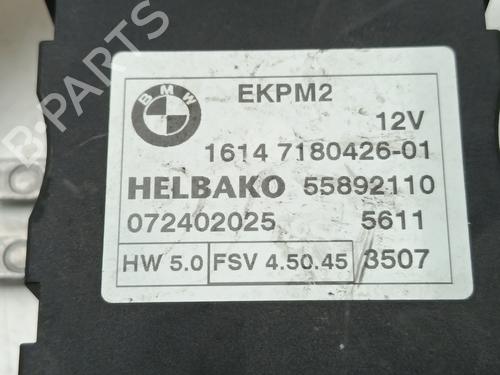 BMW
EKPM2
12V
1614 7180426-01
HELBAKO 55892110
072402025 5611
HW 5.0 FSV 4.50.45 3507
B-PARTS